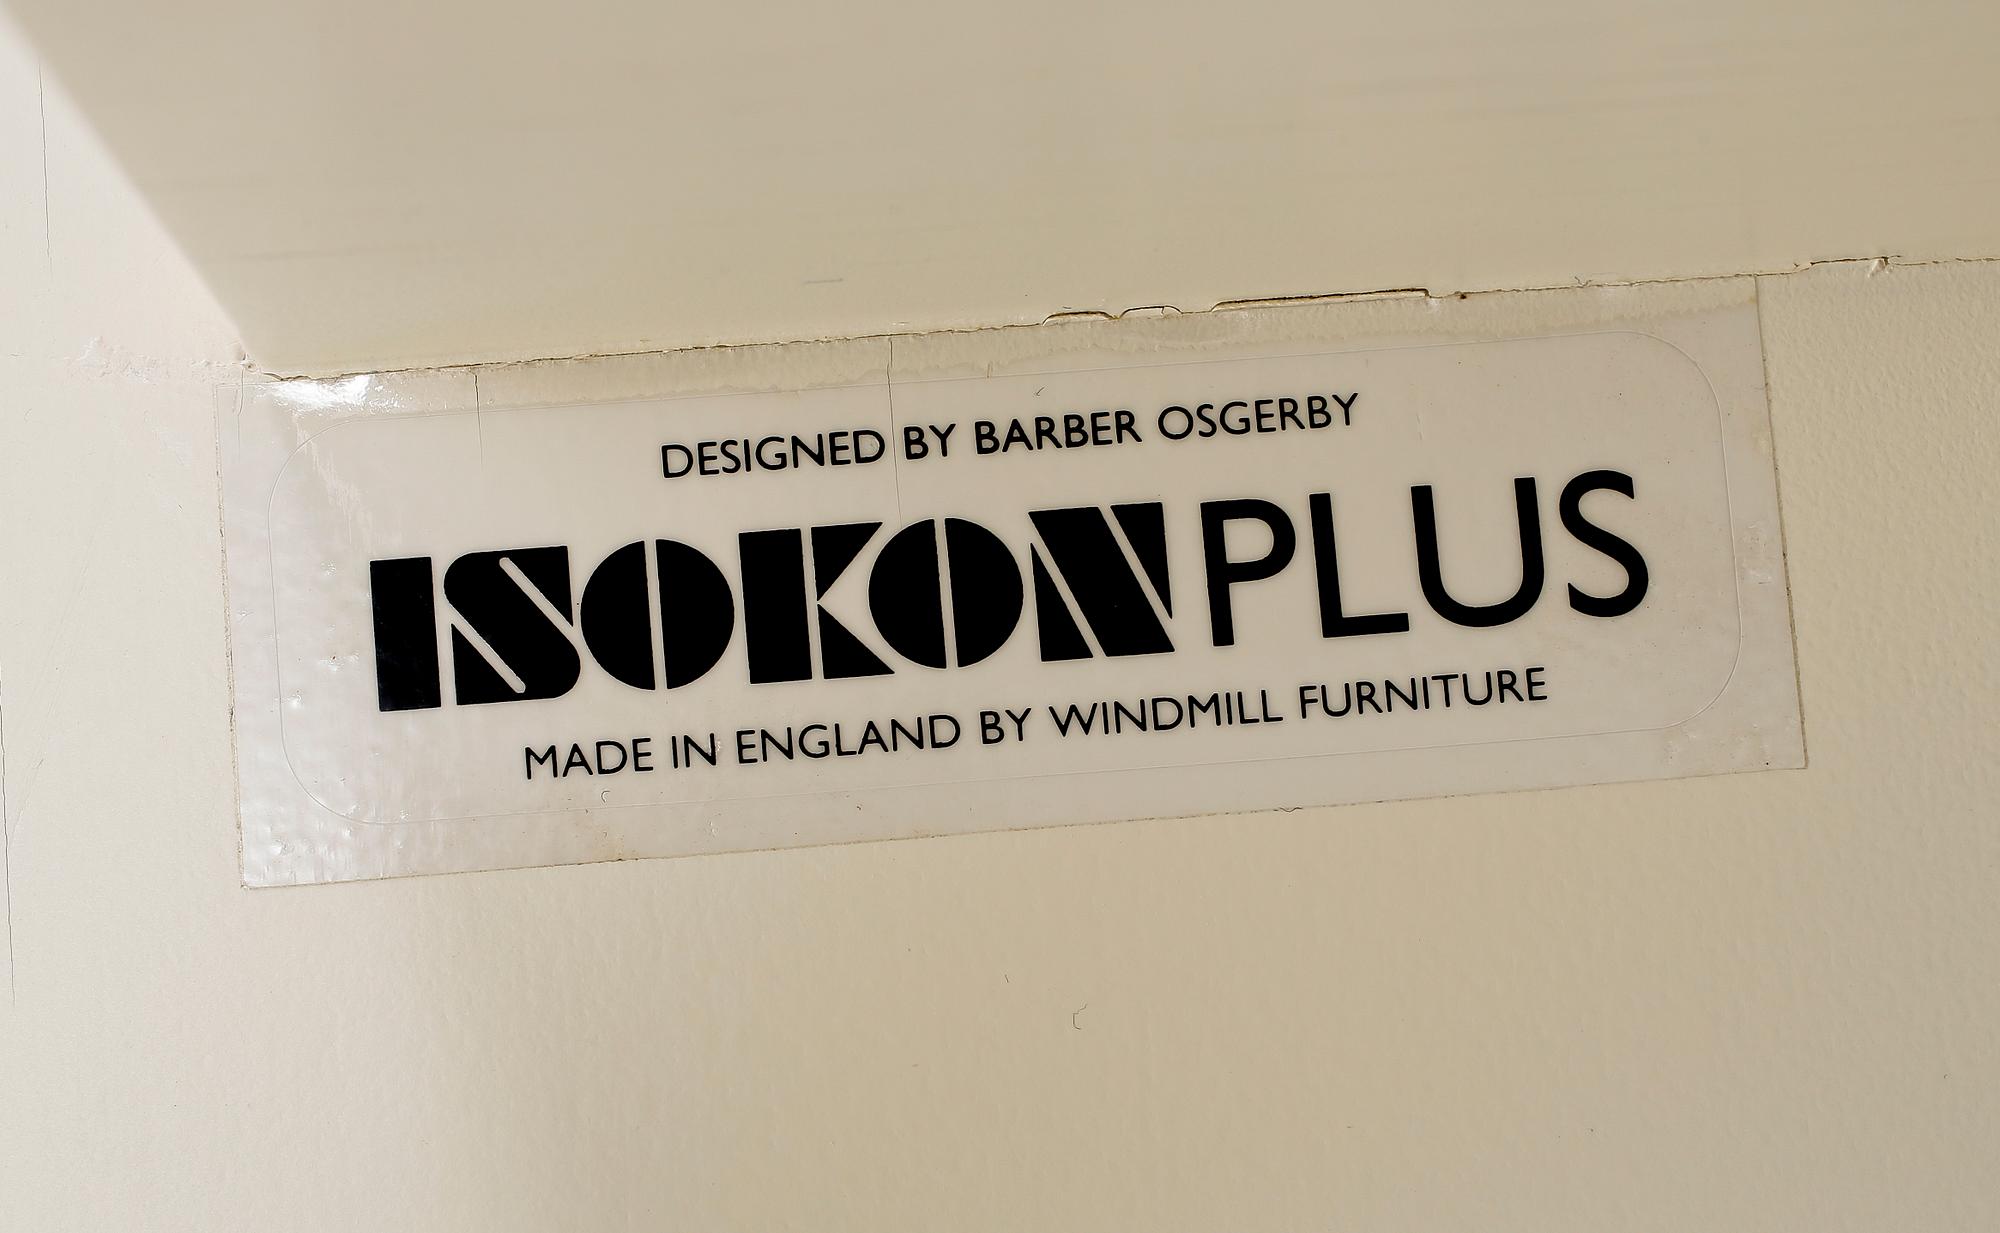 DESIGNED BY BARBER OSGERBY
ISOKON PLUS
MADE IN ENGLAND BY WINDMILL FURNITURE